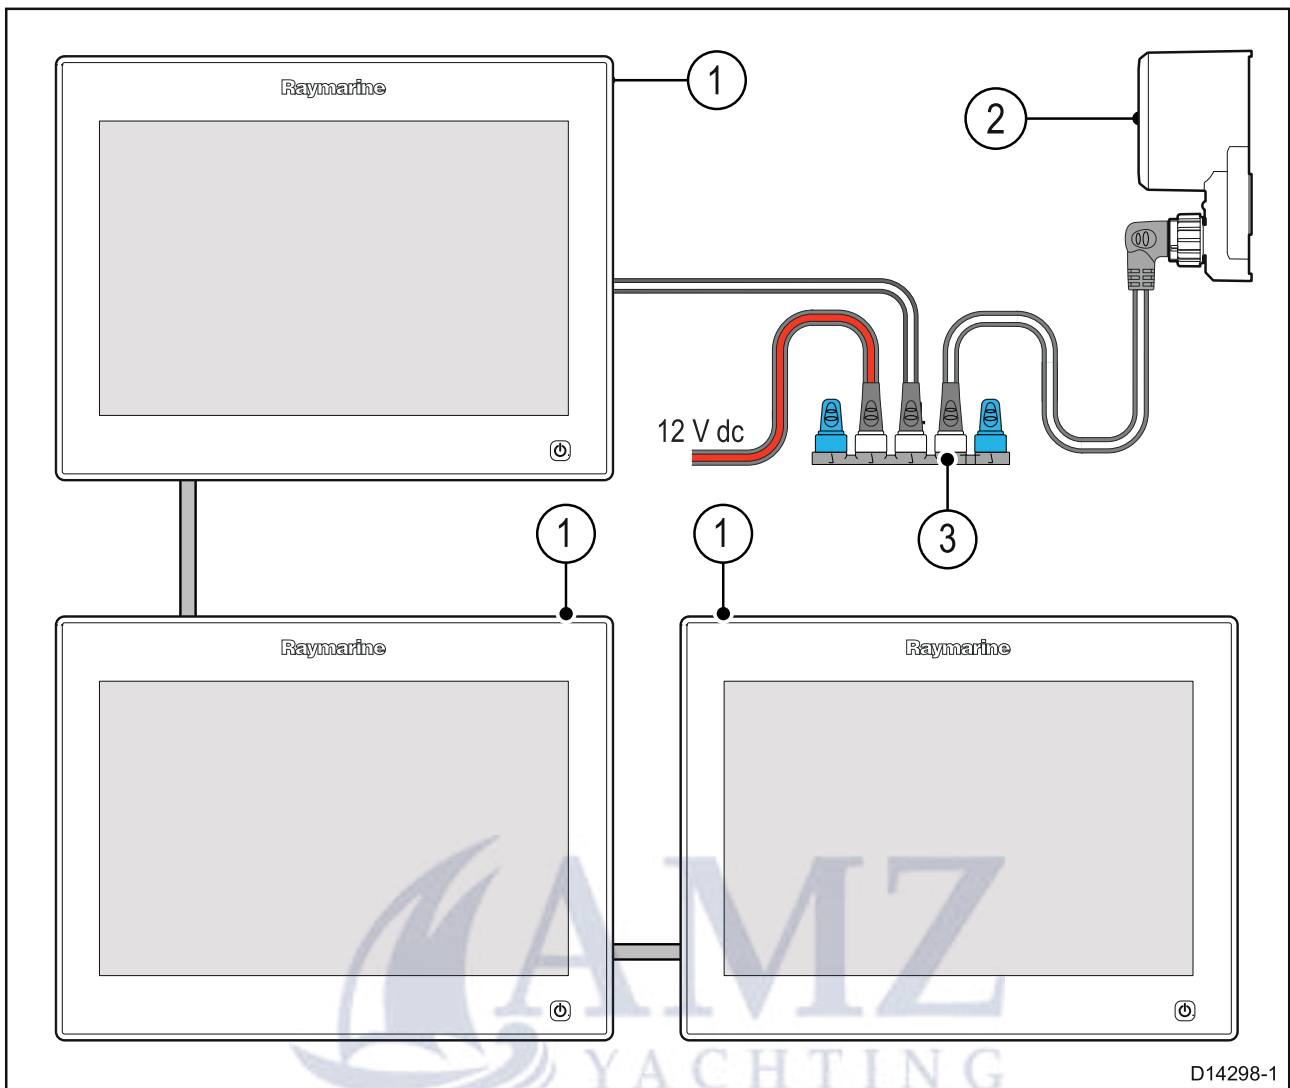 Raymarine
1
2
12 V dc
1
1
3
Raymarine
Raymarine
AMZ
YACHTING
D14298-1